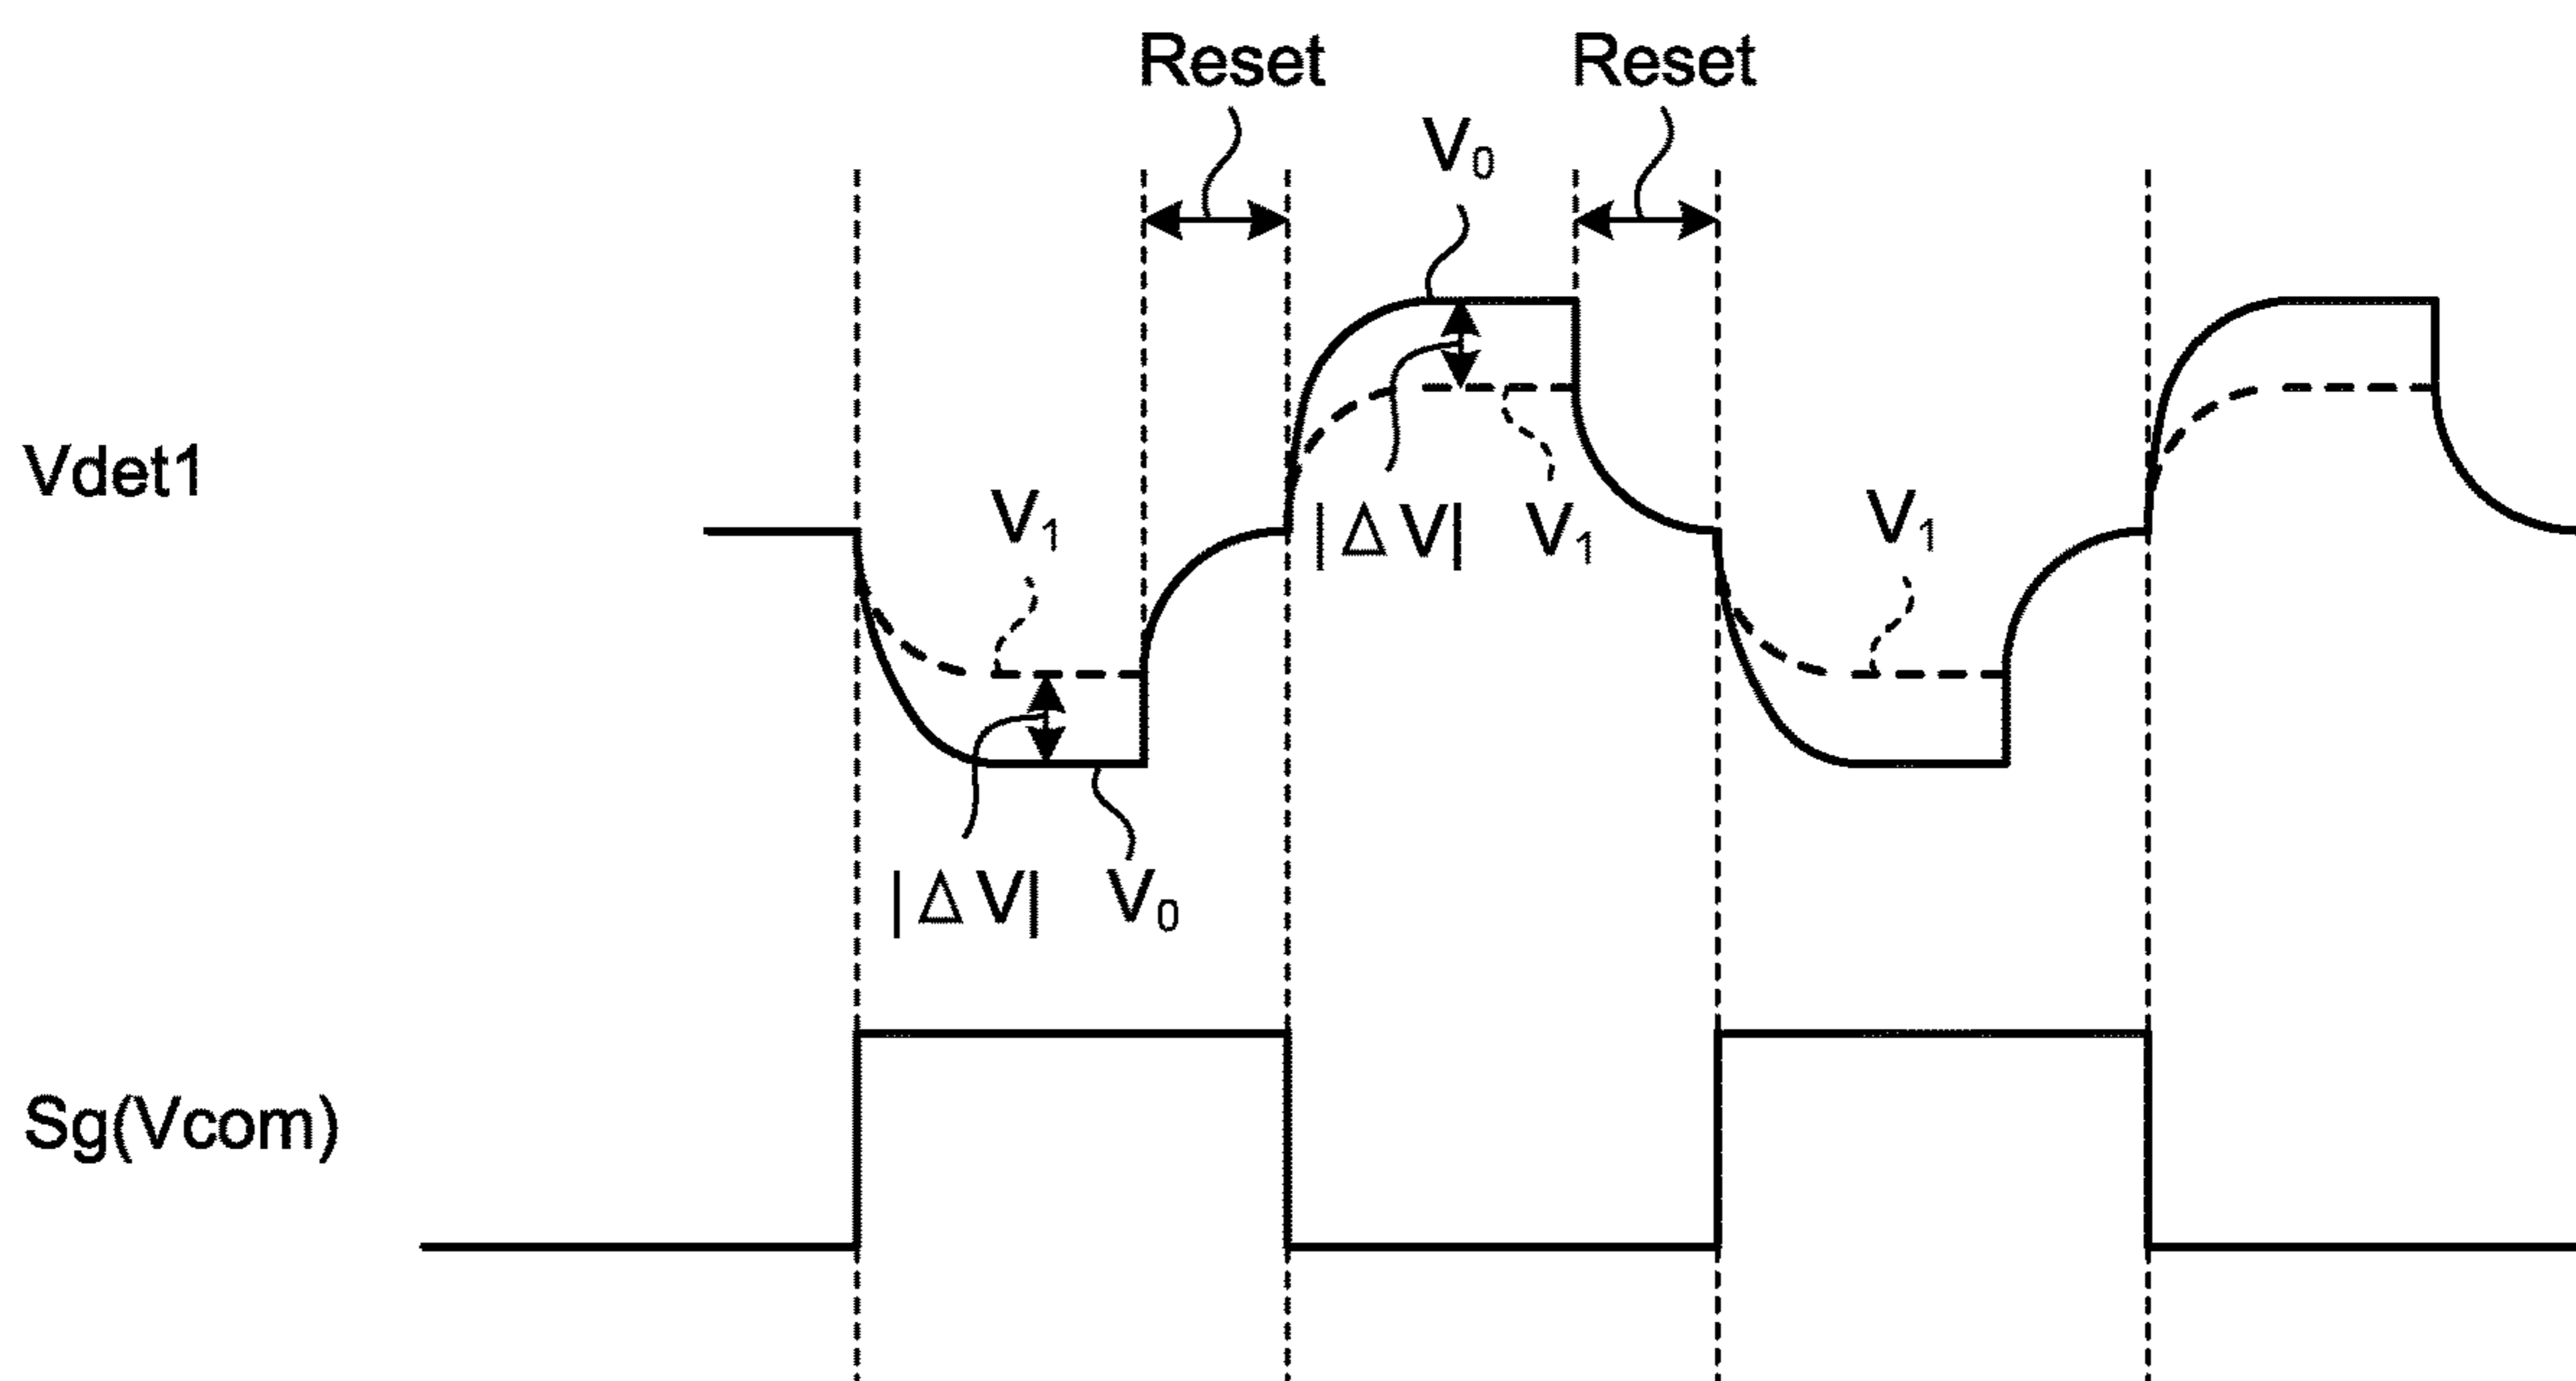 Reset Reset
V₀
Vdet1
V₁ |ΔV| V₁ V₁
|ΔV| V₀
Sg(Vcom)